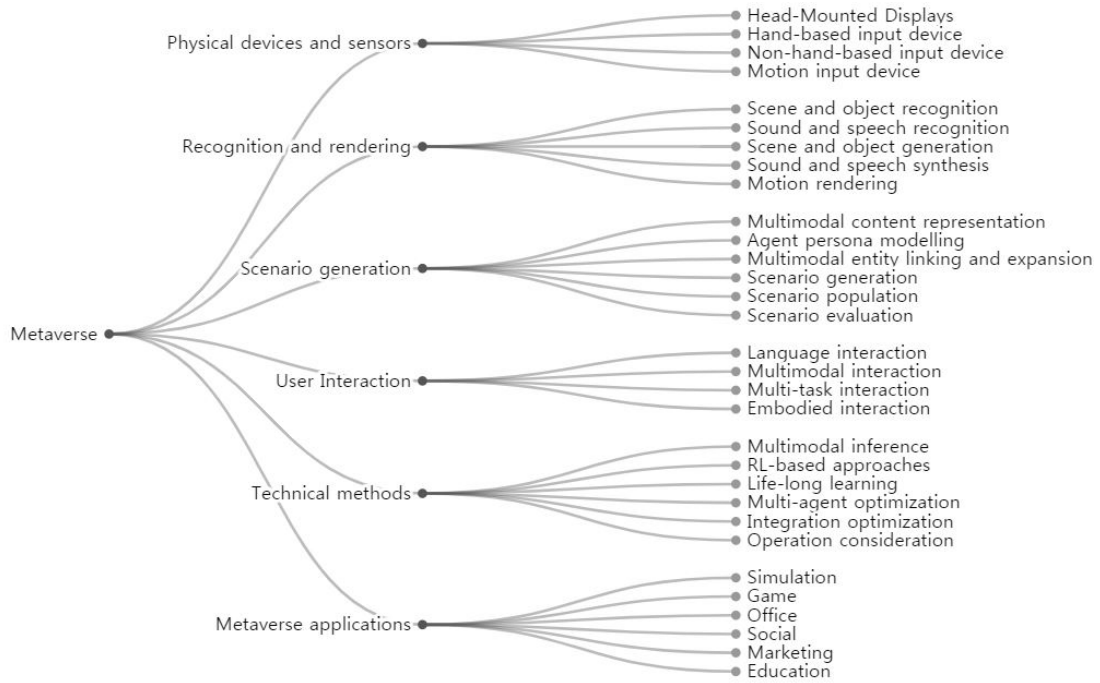 Metaverse
Physical devices and sensors
Head-Mounted Displays
Hand-based input device
Non-hand-based input device
Motion input device
Recognition and rendering
Scene and object recognition
Sound and speech recognition
Scene and object generation
Sound and speech synthesis
Motion rendering
Scenario generation
Multimodal content representation
Agent persona modelling
Multimodal entity linking and expansion
Scenario generation
Scenario population
Scenario evaluation
User Interaction
Language interaction
Multimodal interaction
Multi-task interaction
Embodied interaction
Technical methods
Multimodal inference
RL-based approaches
Life-long learning
Multi-agent optimization
Integration optimization
Operation consideration
Metaverse applications
Simulation
Game
Office
Social
Marketing
Education